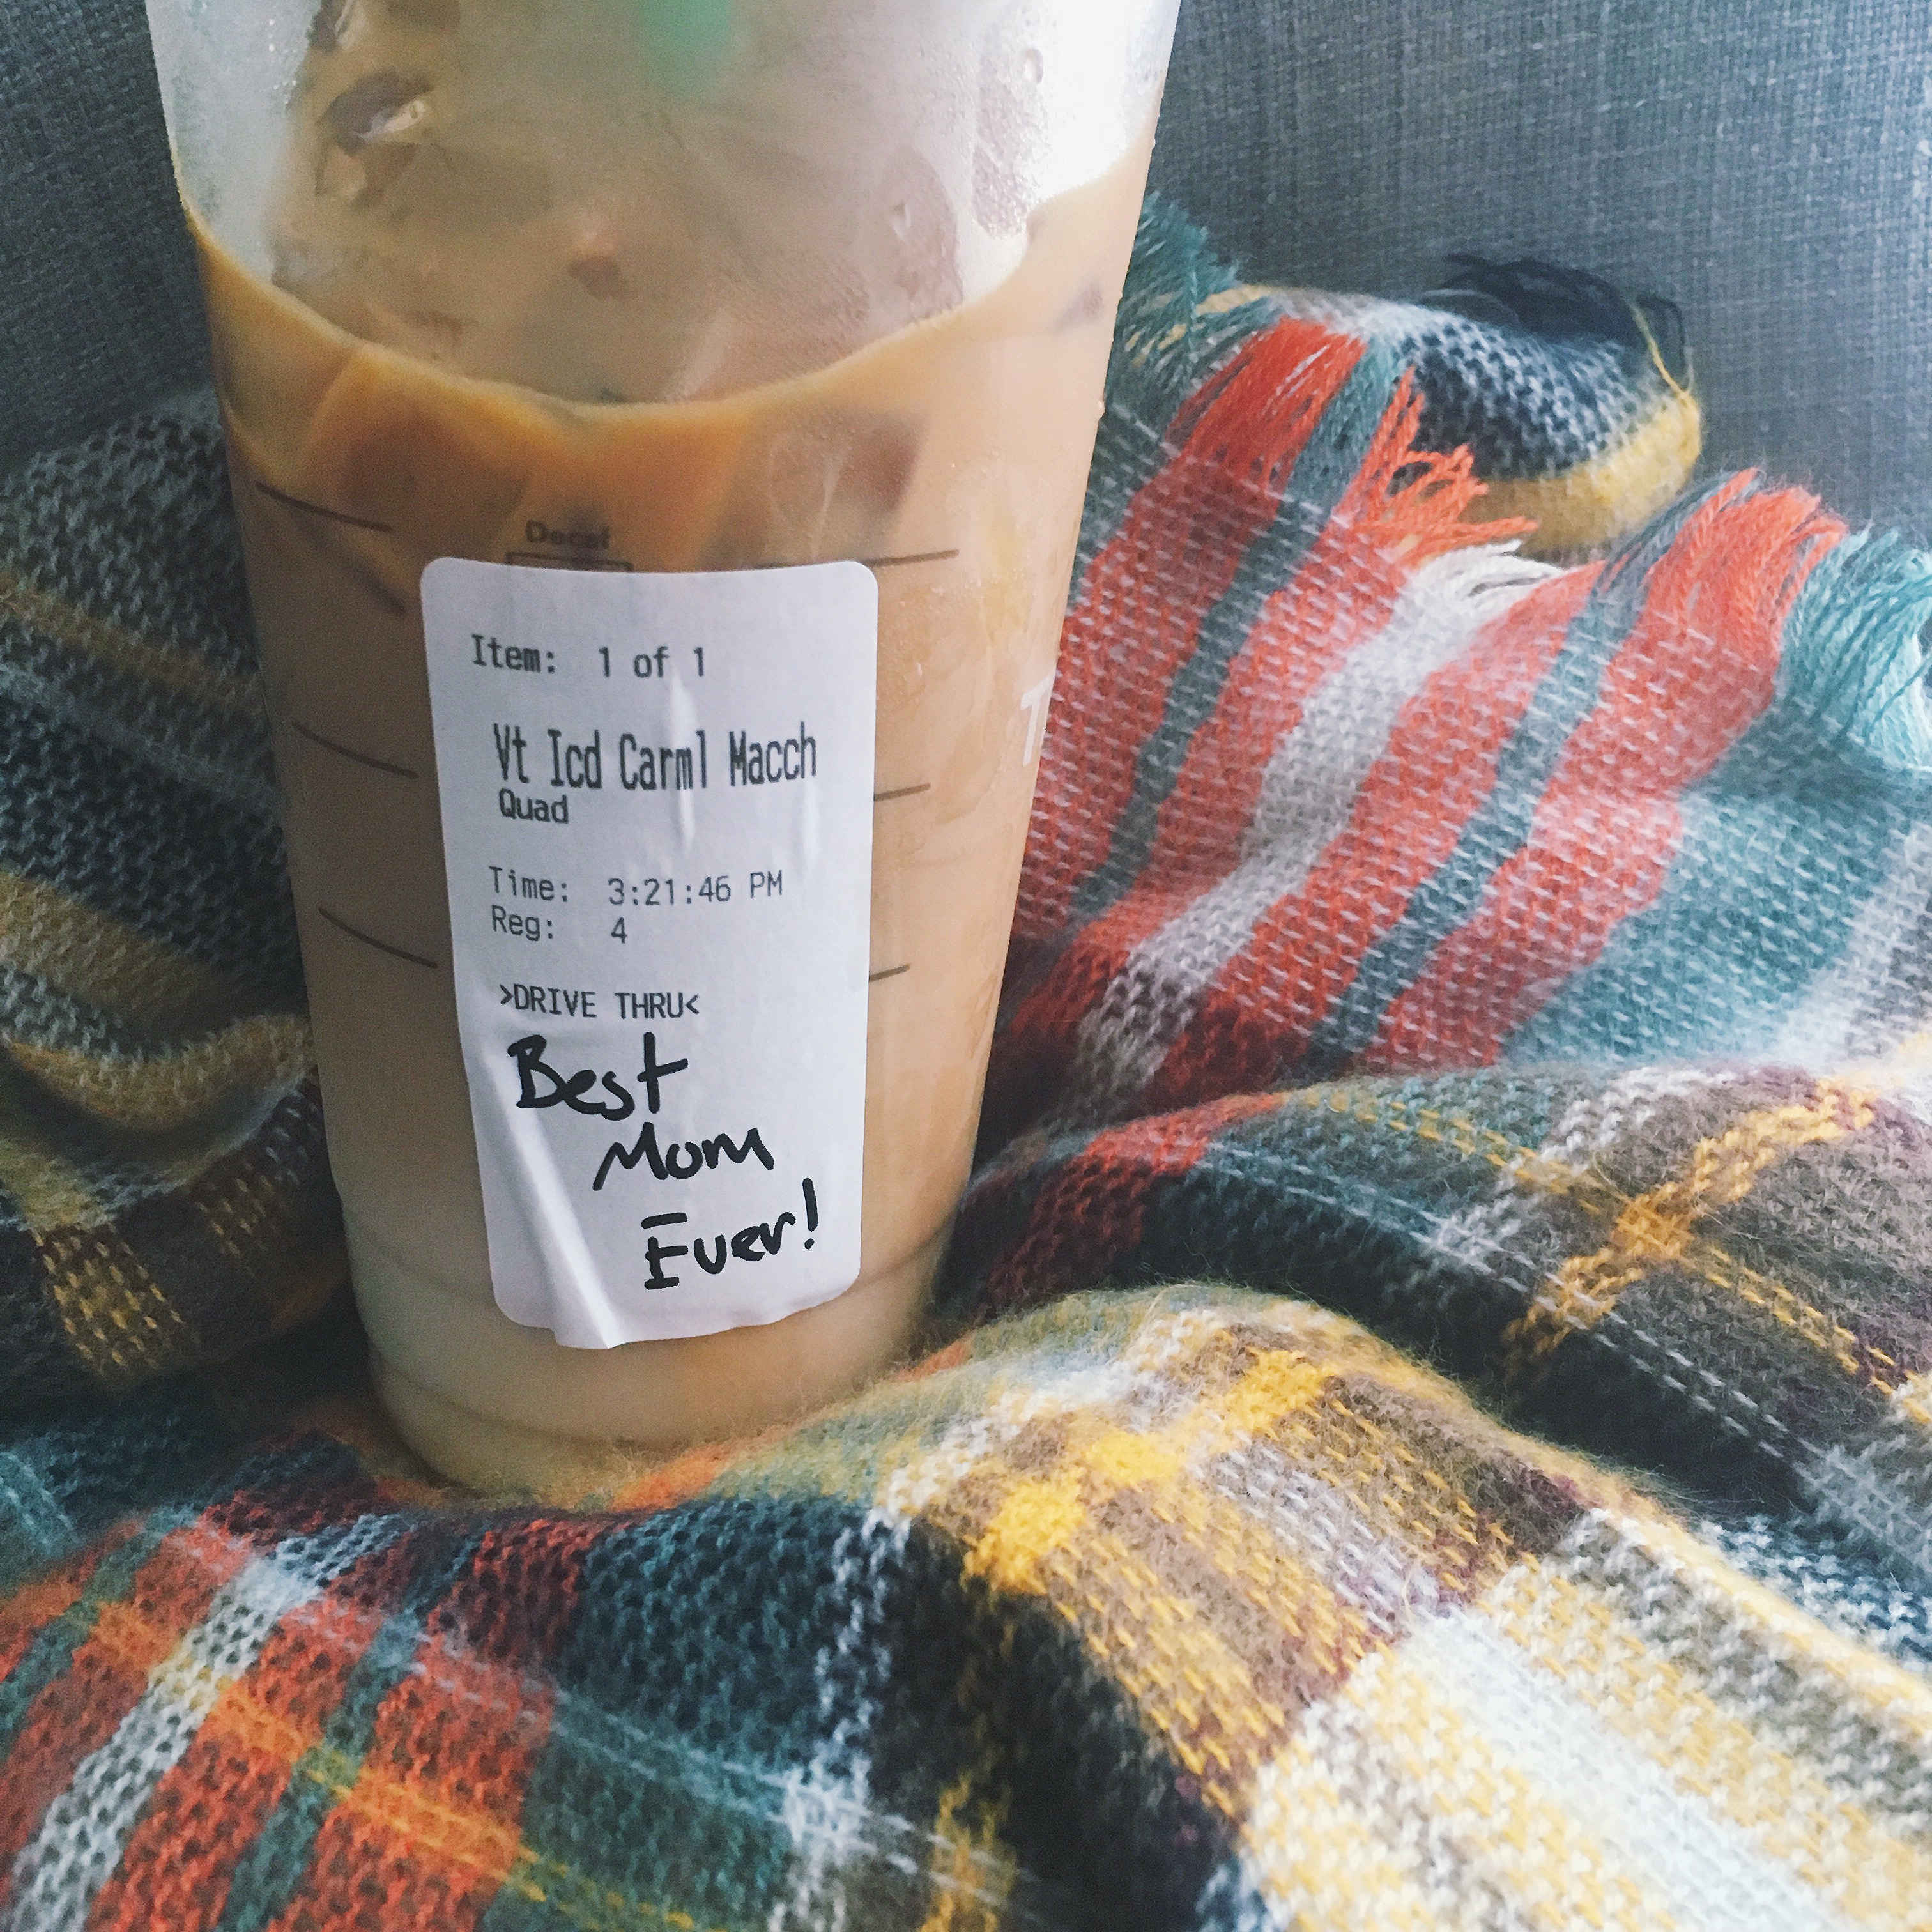 Decaf
Item: 1 of 1
Vt Icd Carml Macch
Quad
Time: 3:21:46 PM
Reg: 4
>DRIVE THRU<
Best
Mom
Ever!